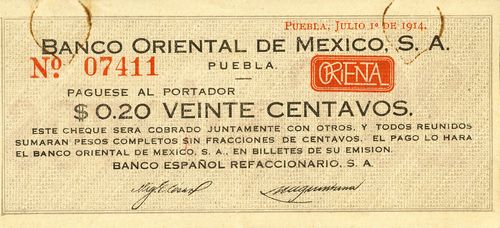 PUEBLA, JULIO 1º DE 1914.
BANCO ORIENTAL DE MEXICO, S. A.
Nº 07411
PUEBLA.
ORIENTAL
PAGUESE AL PORTADOR
$ 0.20 VEINTE CENTAVOS.
ESTE CHEQUE SERA COBRADO JUNTAMENTE CON OTROS, Y TODOS REUNIDOS
SUMARAN PESOS COMPLETOS SIN FRACCIONES DE CENTAVOS. EL PAGO LO HARA
EL BANCO ORIENTAL DE MEXICO, S. A., EN BILLETES DE SU EMISION.
BANCO ESPAÑOL REFACCIONARIO, S. A.